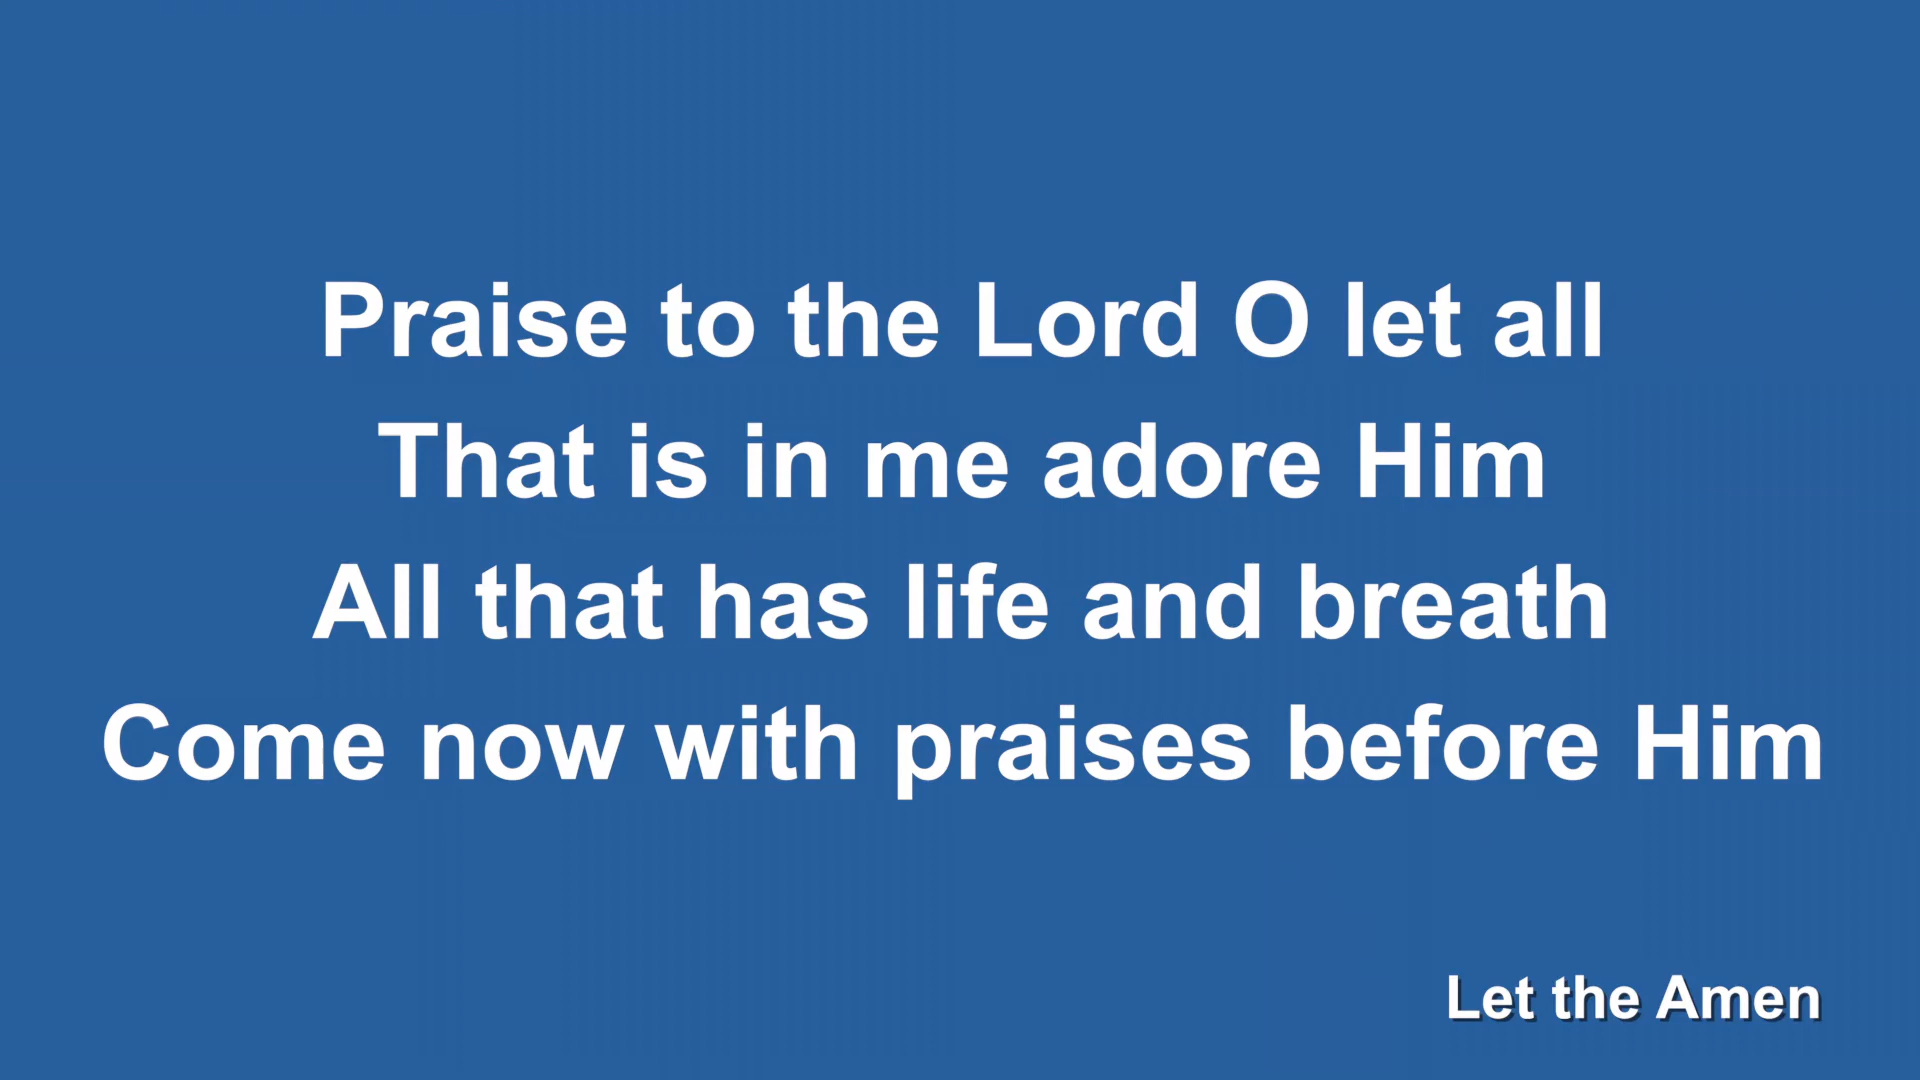 Praise to the Lord O let all
That is in me adore Him
All that has life and breath
Come now with praises before Him
Let the Amen